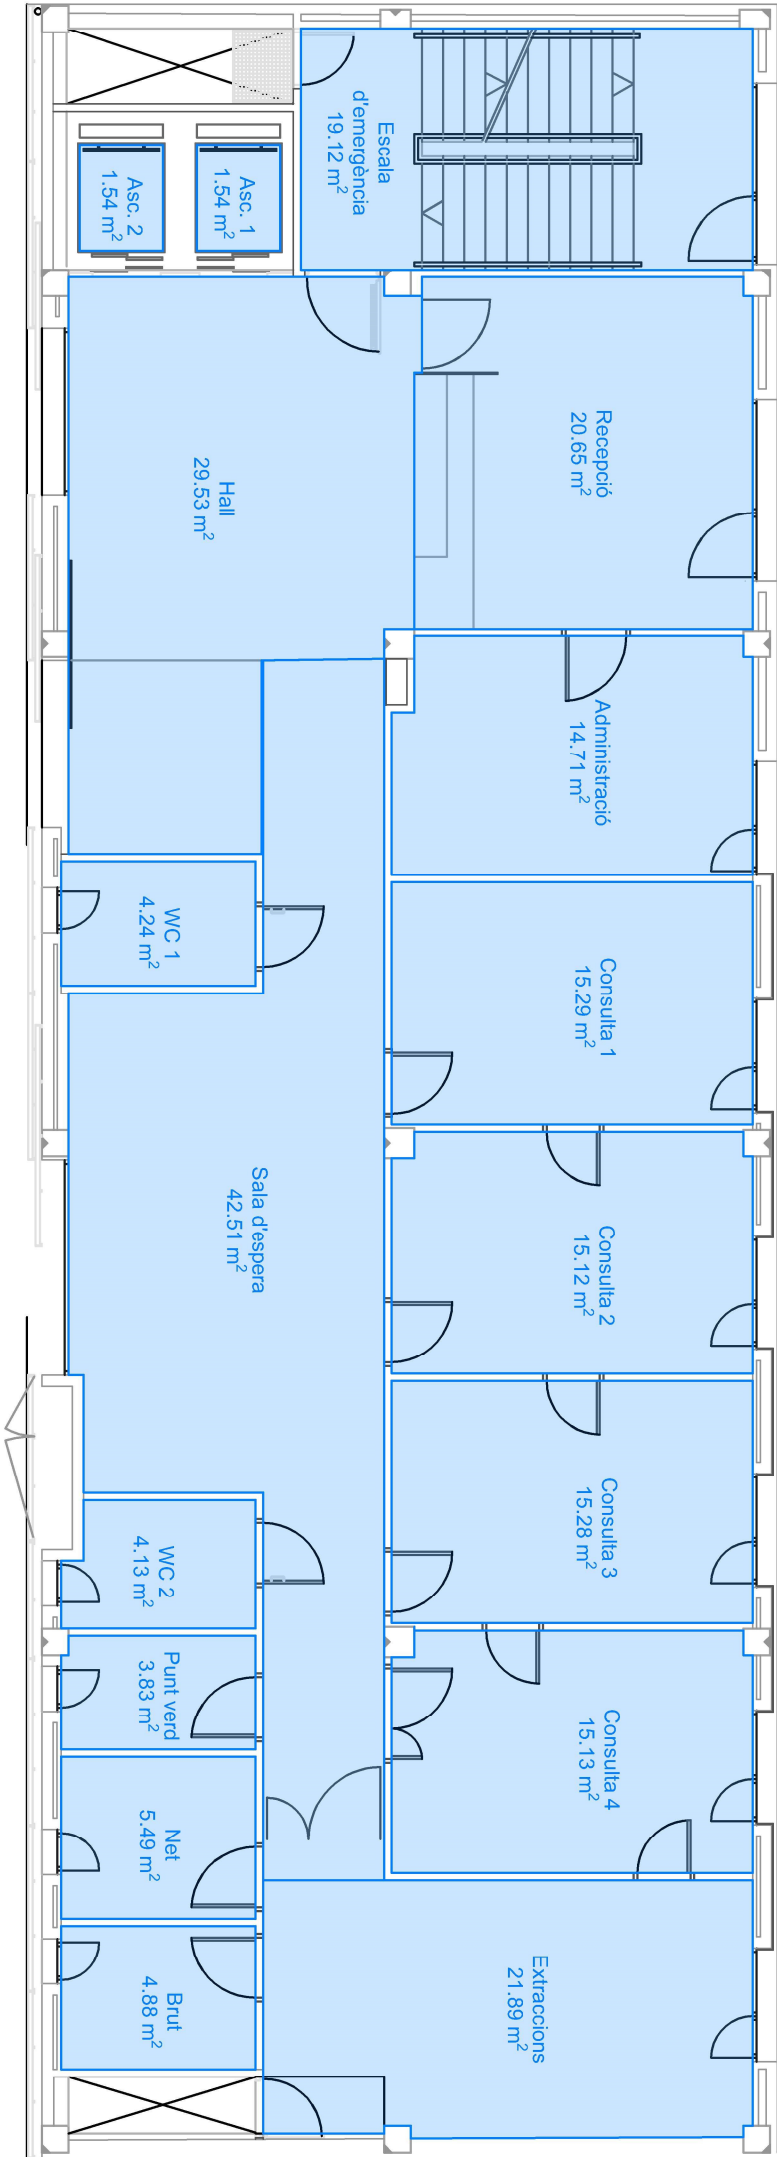 Escala
d'emergència
19.12 m²
Asc. 1
1.54 m²
Asc. 2
1.54 m²
Recepció
20.65 m²
Hall
29.53 m²
Administració
14.71 m²
WC 1
4.24 m²
Consulta 1
15.29 m²
Sala d'espera
42.51 m²
Consulta 2
15.12 m²
Consulta 3
15.28 m²
WC 2
4.13 m²
Punt verd
3.83 m²
Consulta 4
15.13 m²
Net
5.49 m²
Brut
4.88 m²
Extraccions
21.89 m²